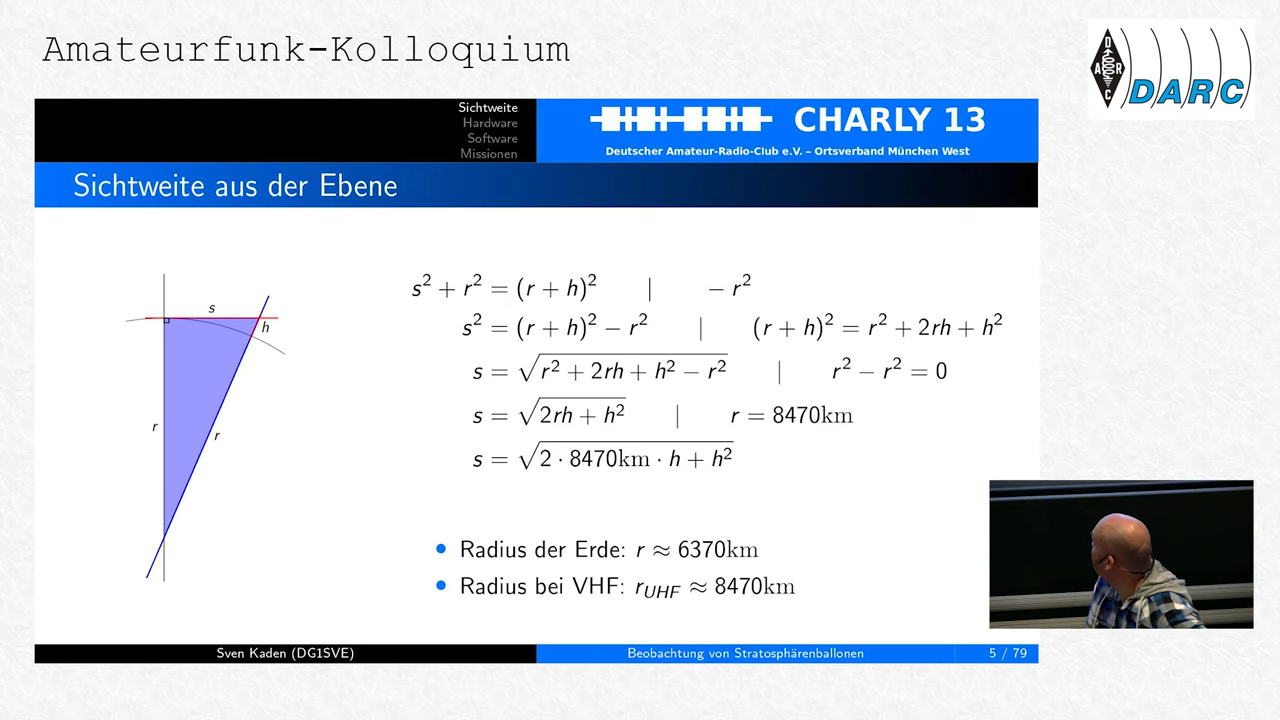 Amateurfunk-Kolloquium
DARC
DARC
Sichtweite
Hardware
Software
Missionen
CHARLY 13
Deutscher Amateur-Radio-Club e.V. – Ortsverband München West
Sichtweite aus der Ebene
s
h
r
r
s² + r² = (r + h)² | − r²
s² = (r + h)² − r² | (r + h)² = r² + 2rh + h²
s = √(r² + 2rh + h² − r²) | r² − r² = 0
s = √(2rh + h²) | r = 8470km
s = √(2 · 8470km · h + h²)
• Radius der Erde: r ≈ 6370km
• Radius bei VHF: r_UHF ≈ 8470km
Sven Kaden (DG1SVE) Beobachtung von Stratosphärenballonen 5 / 79